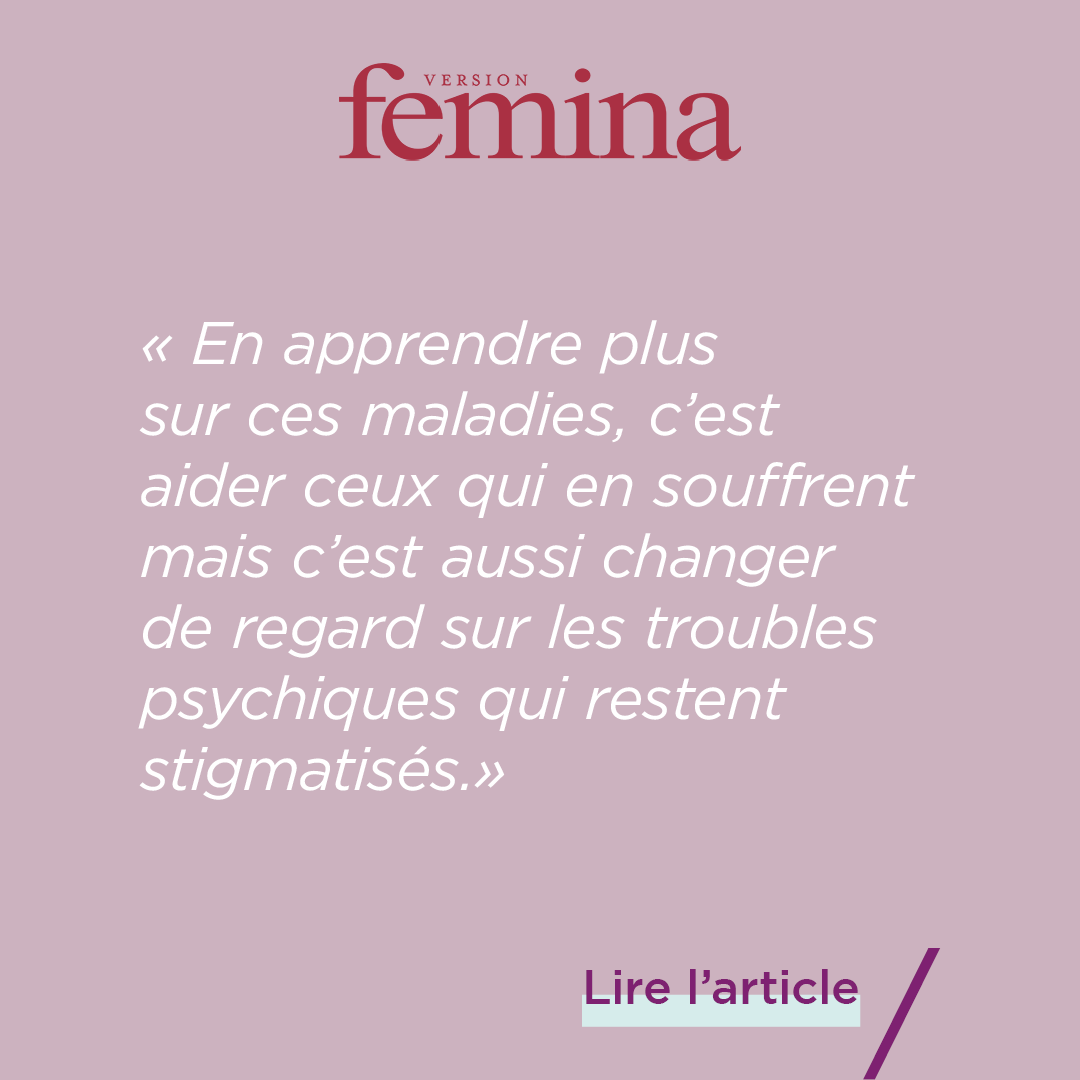 VERSION
femina
« En apprendre plus
sur ces maladies, c’est
aider ceux qui en souffrent
mais c’est aussi changer
de regard sur les troubles
psychiques qui restent
stigmatisés.»
Lire l’article